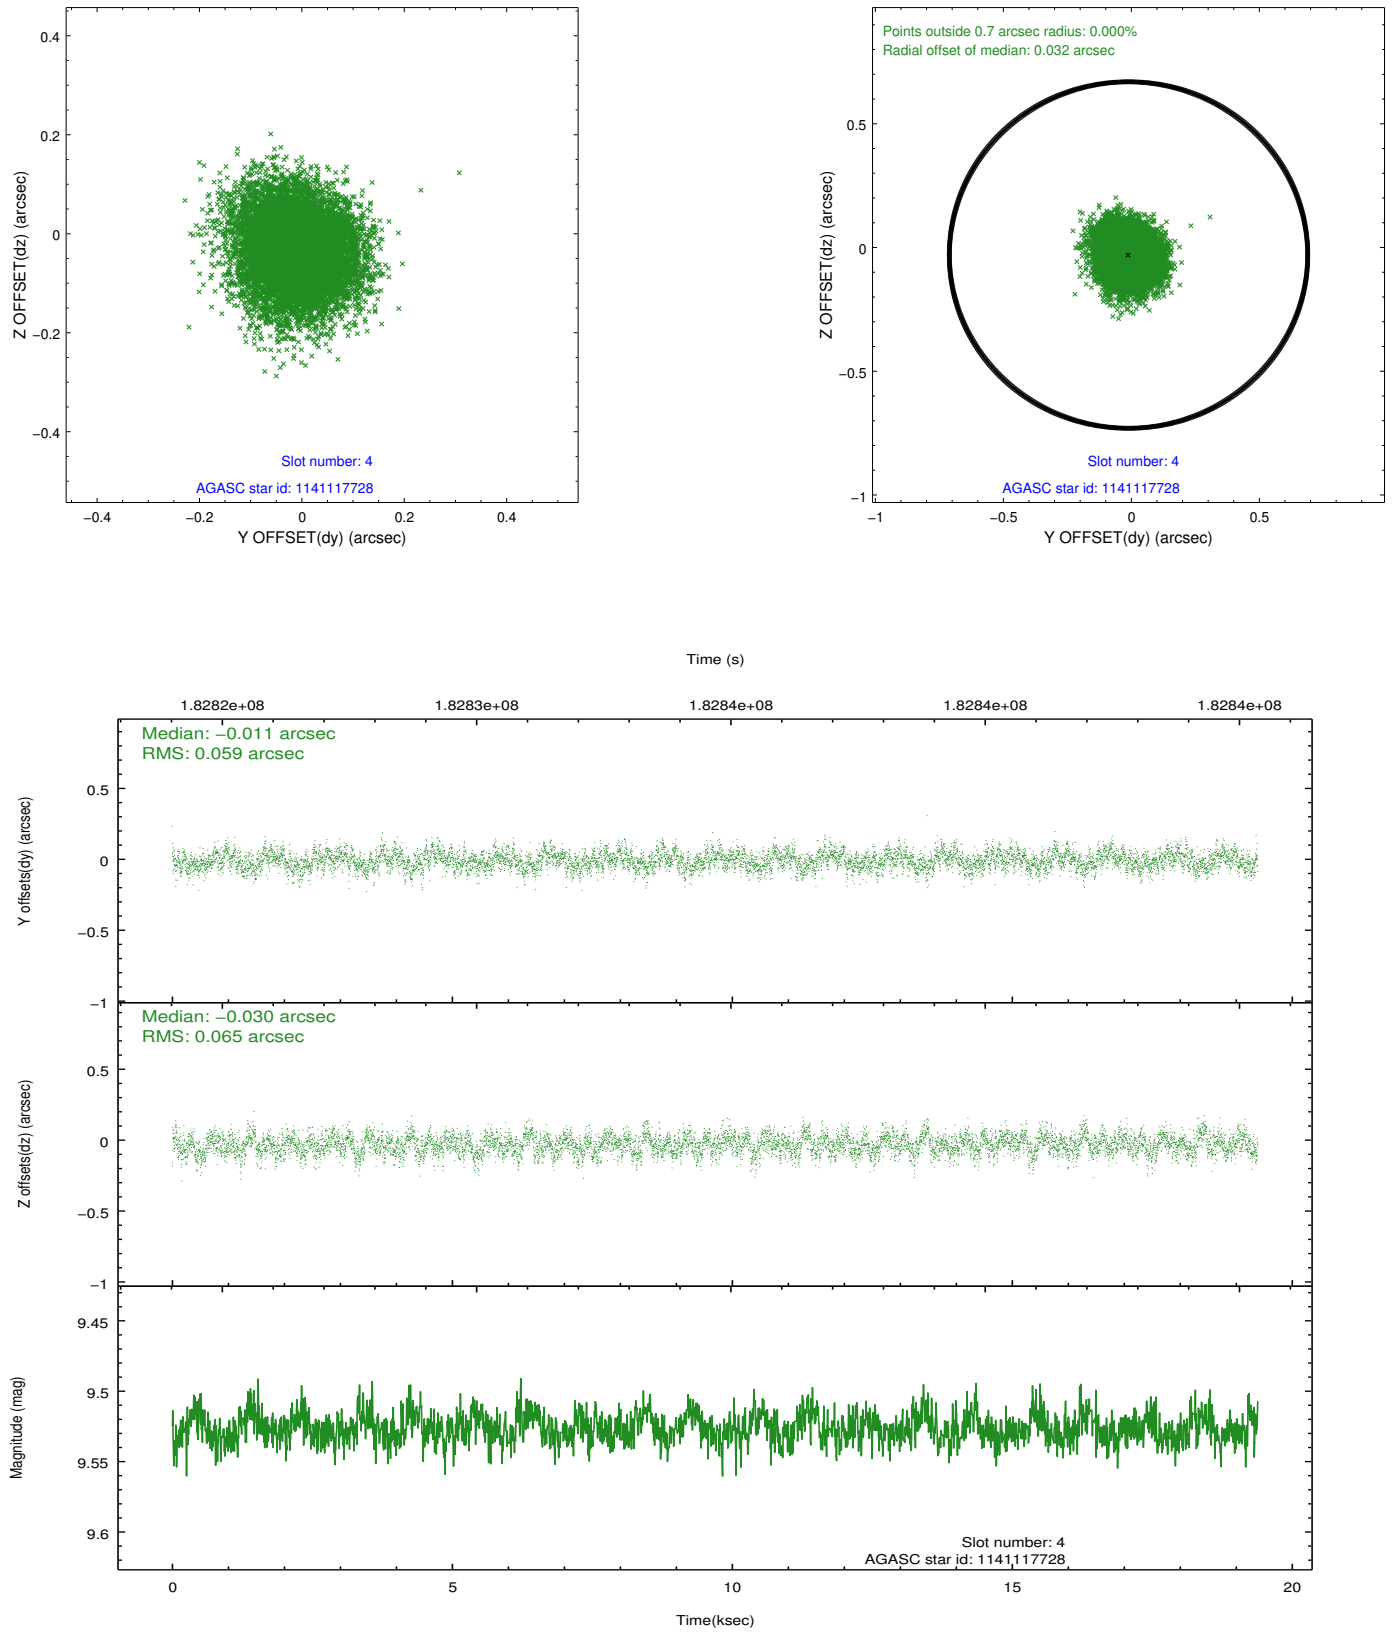 0.4
0.2
0
−0.2
−0.4
Z OFFSET(dz) (arcsec)
Slot number: 4
AGASC star id: 1141117728
−0.4
−0.2
0
0.2
0.4
Y OFFSET(dy) (arcsec)
Points outside 0.7 arcsec radius: 0.000%
Radial offset of median: 0.032 arcsec
0.5
0
−0.5
−1
Z OFFSET(dz) (arcsec)
Slot number: 4
AGASC star id: 1141117728
−1
−0.5
0
0.5
Y OFFSET(dy) (arcsec)
Time (s)
1.8282e+08
1.8283e+08
1.8284e+08
1.8284e+08
1.8284e+08
Median: −0.011 arcsec
RMS: 0.059 arcsec
0.5
0
−0.5
−1
Y offsets(dy) (arcsec)
Median: −0.030 arcsec
RMS: 0.065 arcsec
0.5
0
−0.5
−1
Z offsets(dz) (arcsec)
9.45
9.5
9.55
9.6
Magnitude (mag)
Slot number: 4
AGASC star id: 1141117728
0
5
10
15
20
Time(ksec)